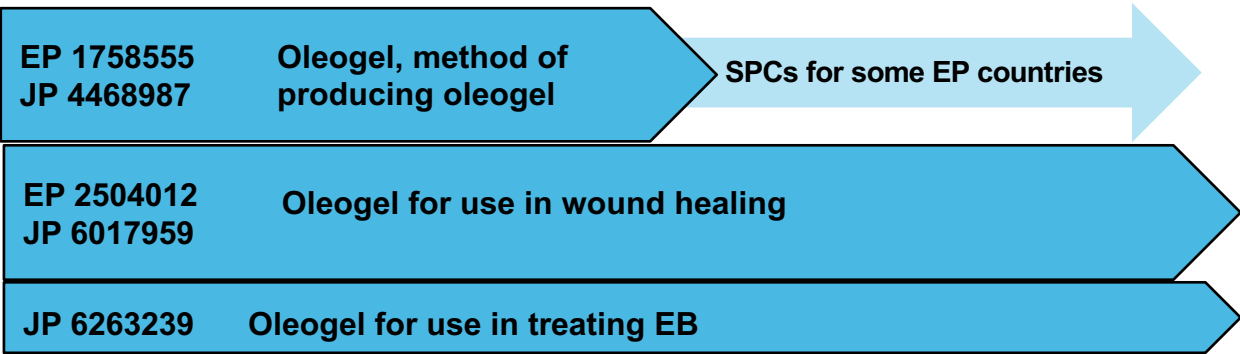 EP 1758555 Oleogel, method of
JP 4468987 producing oleogel
SPCs for some EP countries
EP 2504012
Oleogel for use in wound healing
JP 6017959
JP 6263239 Oleogel for use in treating EB